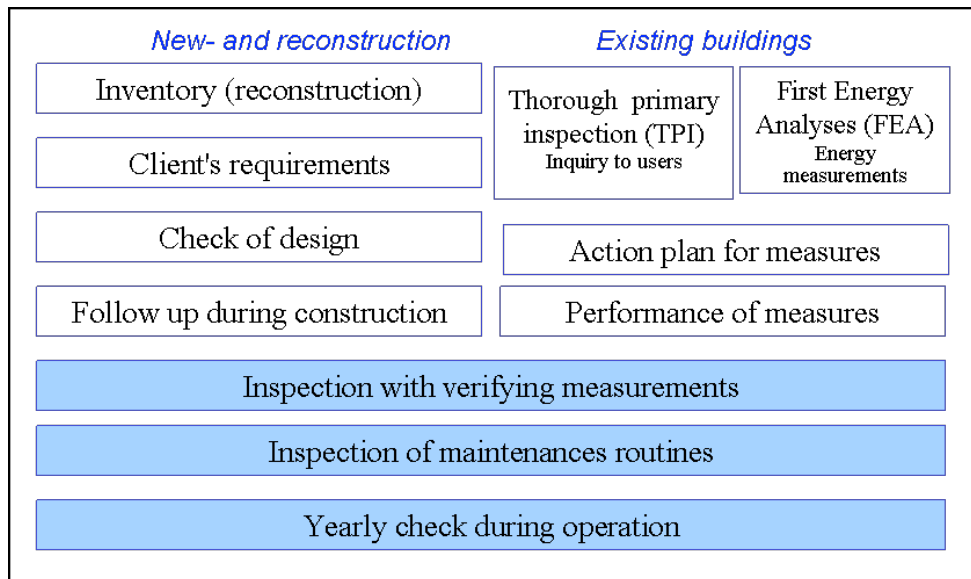 New- and reconstruction
Existing buildings
Inventory (reconstruction)
Client's requirements
Check of design
Follow up during construction
Thorough primary
inspection (TPI)
Inquiry to users
First Energy
Analyses (FEA)
Energy
measurements
Action plan for measures
Performance of measures
Inspection with verifying measurements
Inspection of maintenances routines
Yearly check during operation